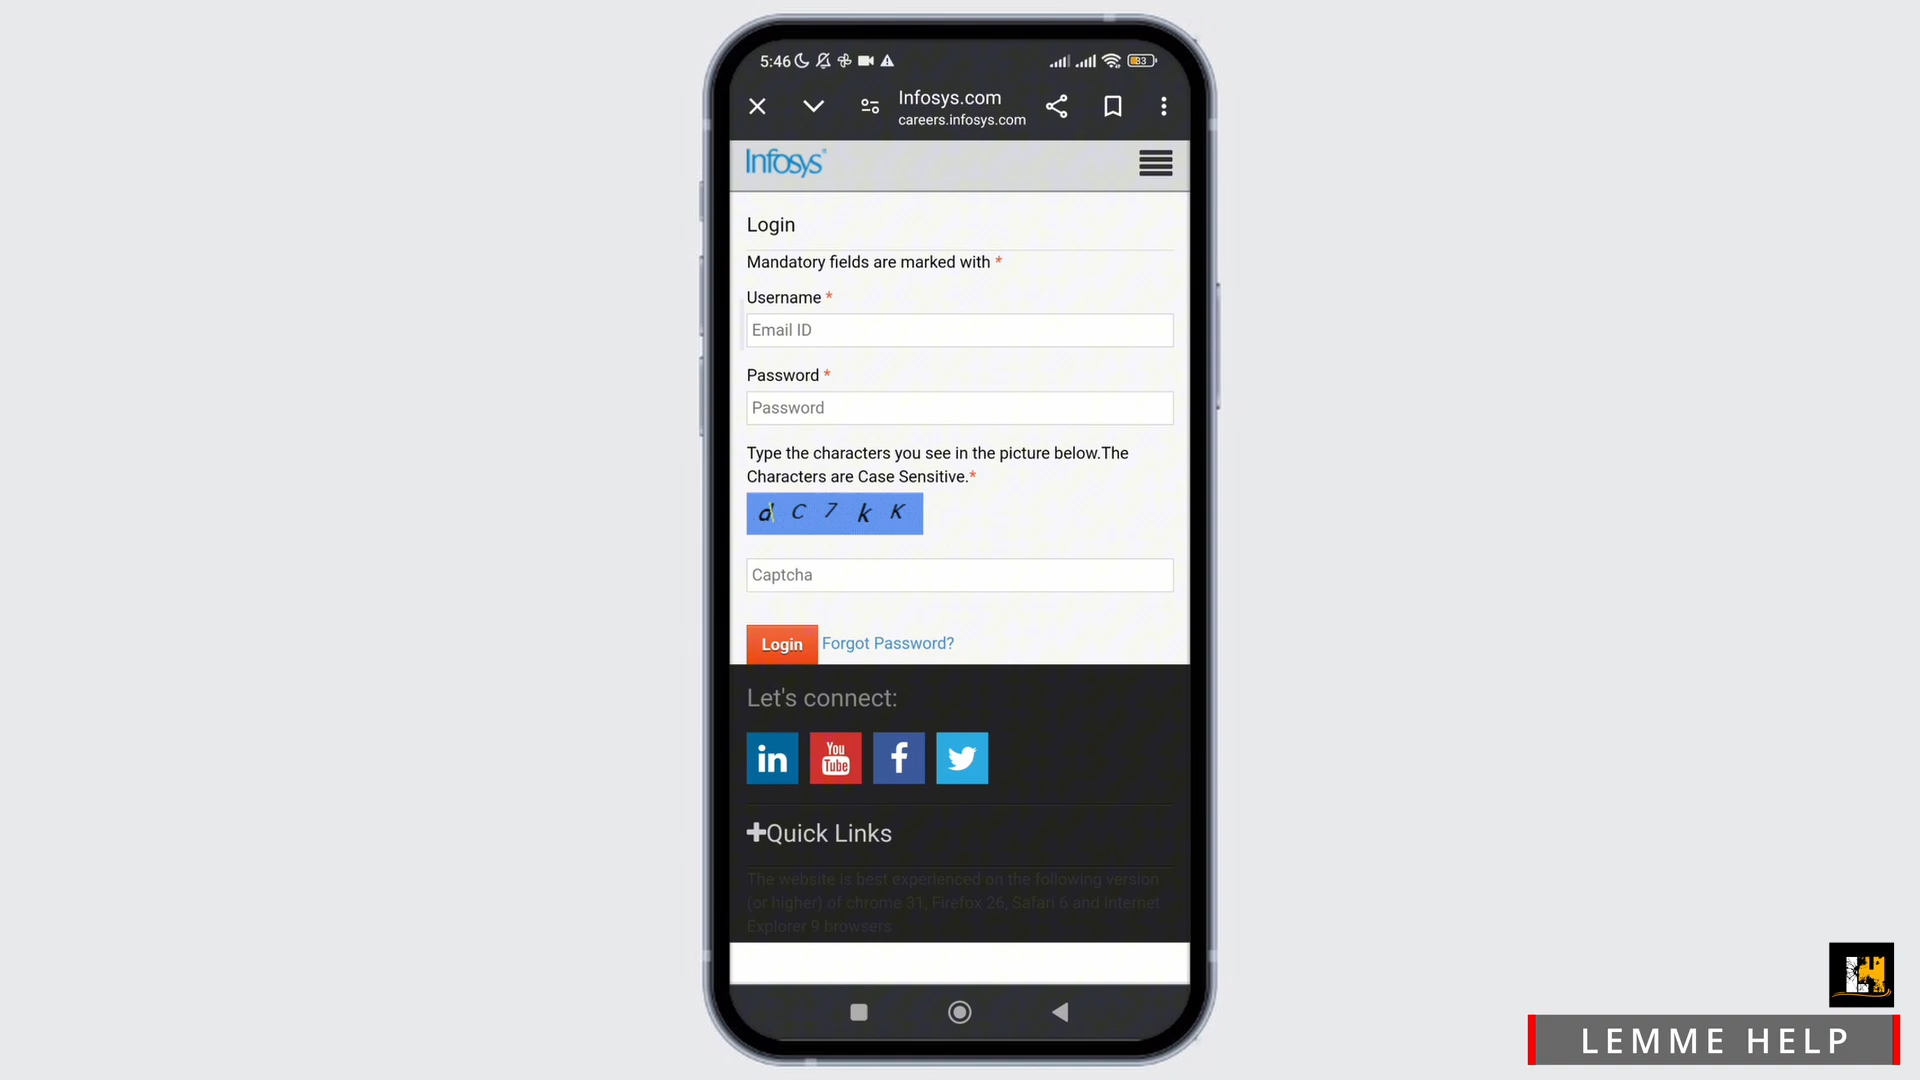 5:46
33
Infosys.com
careers.infosys.com
Infosys
Login
Mandatory fields are marked with *
Username *
Email ID
Password *
Password
Type the characters you see in the picture below.The
Characters are Case Sensitive.*
d C 7 k K
Captcha
Login Forgot Password?
Let's connect:
in You Tube f
+Quick Links
The website is best experienced on the following version
(or higher) of chrome 31, Firefox 26, Safari 6 and Internet
Explorer 9 browsers
LH
LEMME HELP